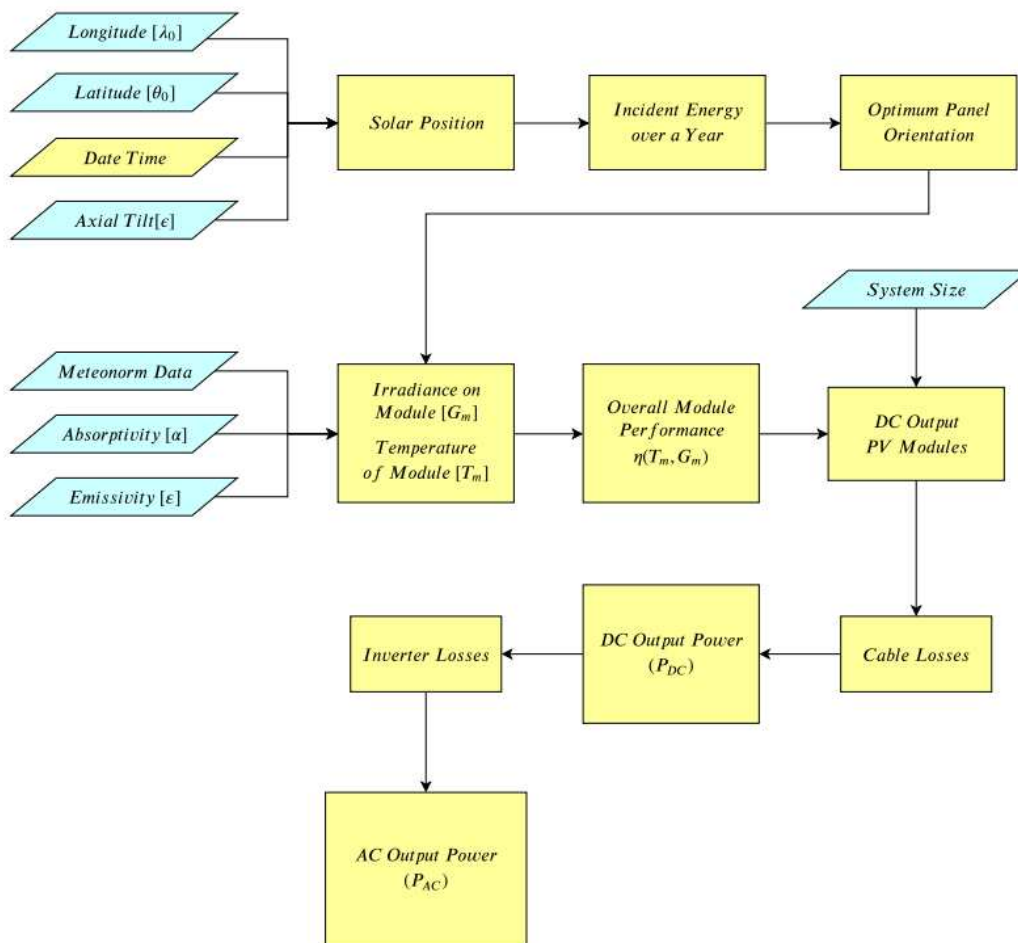 Longitude [λ₀]
Latitude [θ₀]
Date Time
Axial Tilt[ϵ]
Solar Position
Incident Energy
over a Year
Optimum Panel
Orientation
System Size
Meteonorm Data
Absorptivity [α]
Emissivity [ε]
Irradiance on
Module [Gₘ]
Temperature
of Module [Tₘ]
Overall Module
Performance
η(Tₘ, Gₘ)
DC Output
PV Modules
Inverter Losses
DC Output Power
(P_DC)
Cable Losses
AC Output Power
(P_AC)